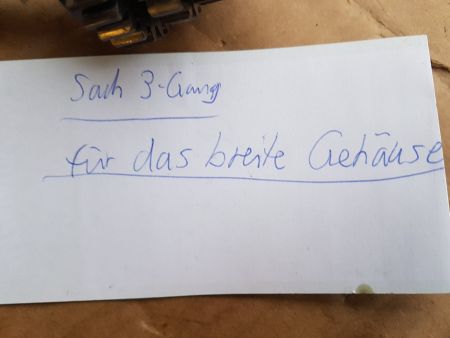 Sach 3-Gang
für das breite Gehäuse